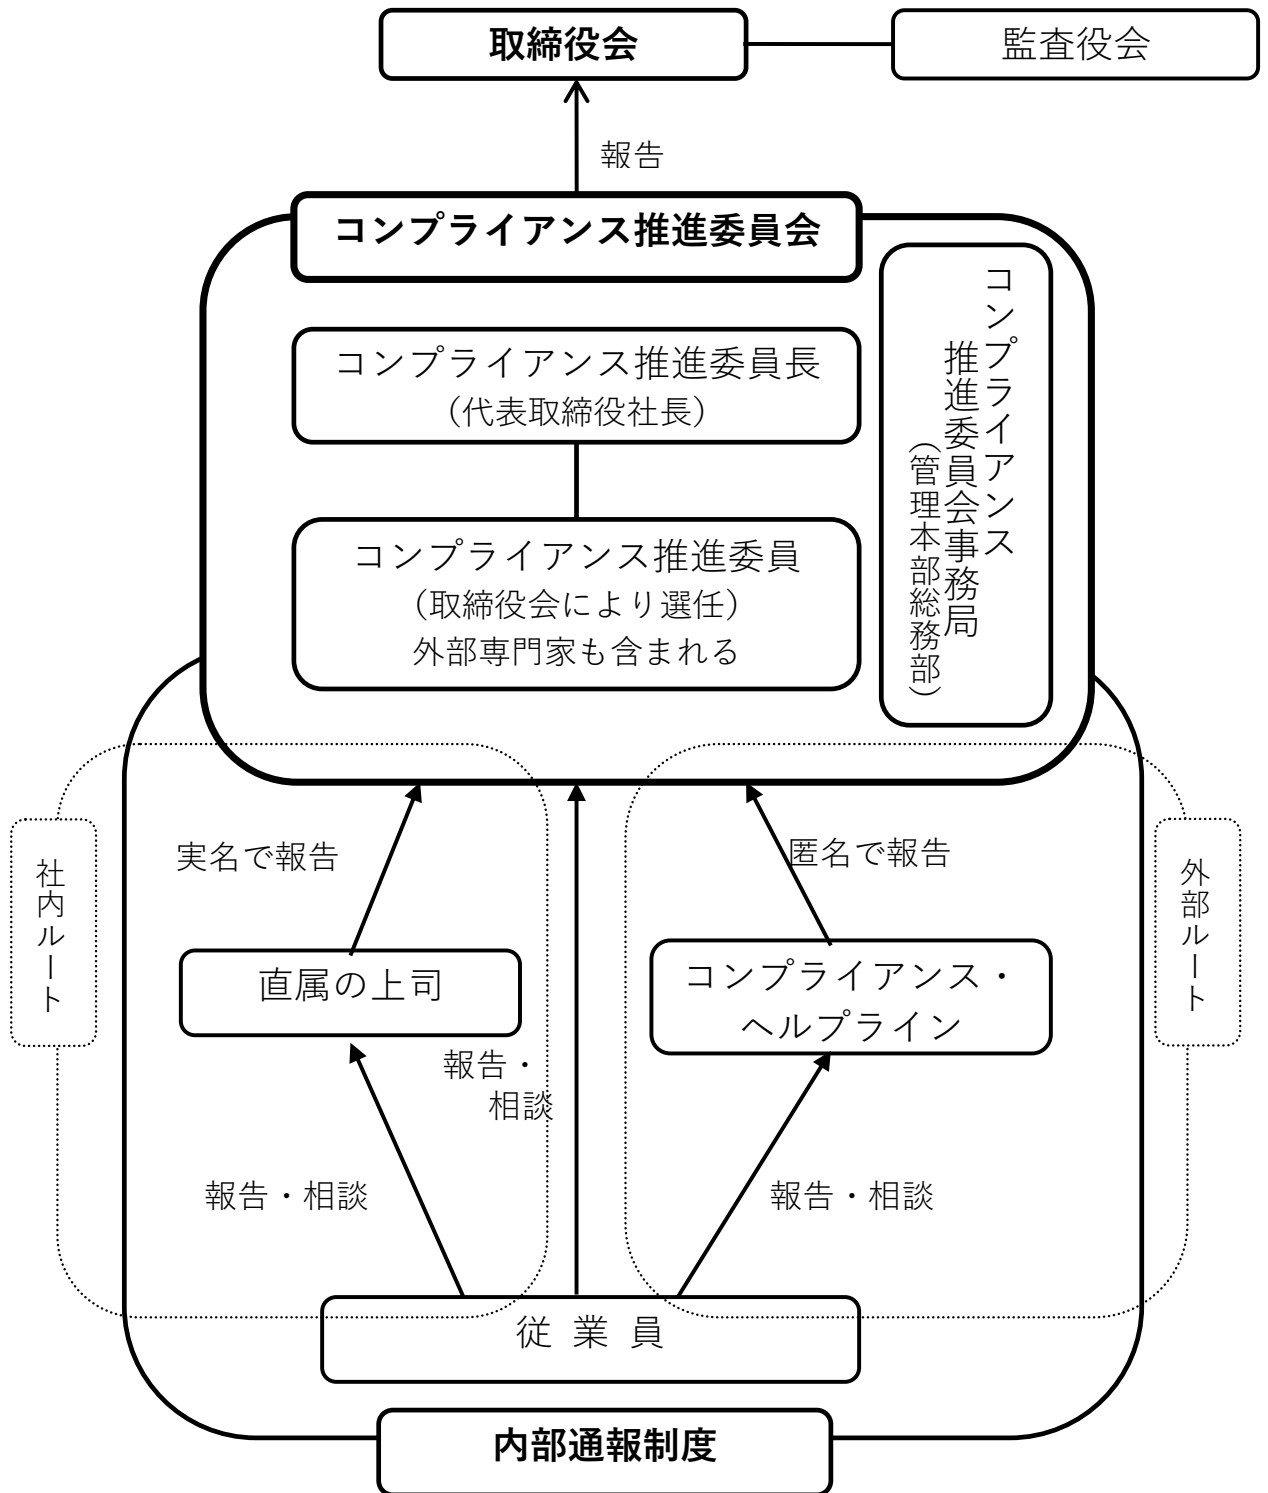 取締役会
監査役会
報告
コンプライアンス推進委員会
コンプライアンス推進委員長
（代表取締役社長）
コンプライアンス推進委員
（取締役会により選任）
外部専門家も含まれる
コンプライアンス
推進委員会事務局
（管理本部総務部）
社内ルート
実名で報告
匿名で報告
外部ルート
直属の上司
コンプライアンス・
ヘルプライン
報告・
相談
報告・相談
報告・相談
従 業 員
内部通報制度